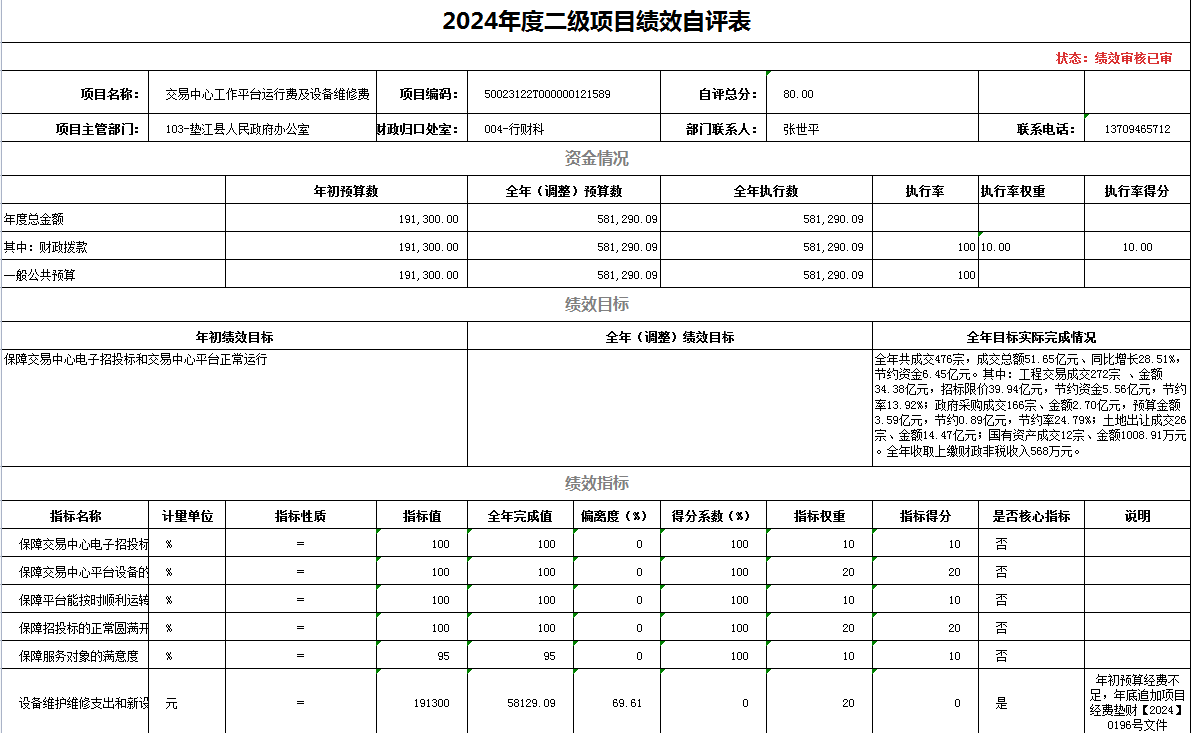 2024年度二级项目绩效自评表
状态：绩效审核已审
项目名称： 交易中心工作平台运行费及设备维修费 项目编码： 50023122T000000121589 自评总分： 80.00
项目主管部门： 103-垫江县人民政府办公室 财政归口处室： 004-行财科 部门联系人： 张世平 联系电话： 13709465712
资金情况
年初预算数 全年（调整）预算数 全年执行数 执行率 执行率权重 执行率得分
年度总金额 191,300.00 581,290.09 581,290.09
其中：财政拨款 191,300.00 581,290.09 581,290.09 100 10.00 10.00
一般公共预算 191,300.00 581,290.09 581,290.09 100
绩效目标
年初绩效目标 全年（调整）绩效目标 全年目标实际完成情况
保障交易中心电子招投标和交易中心平台正常运行
全年共成交476宗，成交总额51.65亿元、同比增长28.51%，
节约资金6.45亿元。其中：工程交易成交272宗 、金额
34.38亿元，招标限价39.94亿元，节约资金5.56亿元，节约
率13.92%；政府采购成交166宗、金额2.70亿元，预算金额
3.59亿元，节约0.89亿元，节约率24.79%；土地出让成交26
宗、金额14.47亿元；国有资产成交12宗、金额1008.91万元
。全年收取上缴财政非税收入568万元。
绩效指标
指标名称 计量单位 指标性质 指标值 全年完成值 偏离度（%） 得分系数（%） 指标权重 指标得分 是否核心指标 说明
保障交易中心电子招投标 % ＝ 100 100 0 100 10 10 否
保障交易中心平台设备的 % ＝ 100 100 0 100 20 20 否
保障平台能按时顺利运转 % ＝ 100 100 0 100 10 10 否
保障招投标的正常圆满开 % ＝ 100 100 0 100 20 20 否
保障服务对象的满意度 % ＝ 95 95 0 100 10 10 否
设备维护维修支出和新设 元 ＝ 191300 58129.09 69.61 0 20 0 是
年初预算经费不
足，年底追加项目
经费垫财【2024】
0196号文件